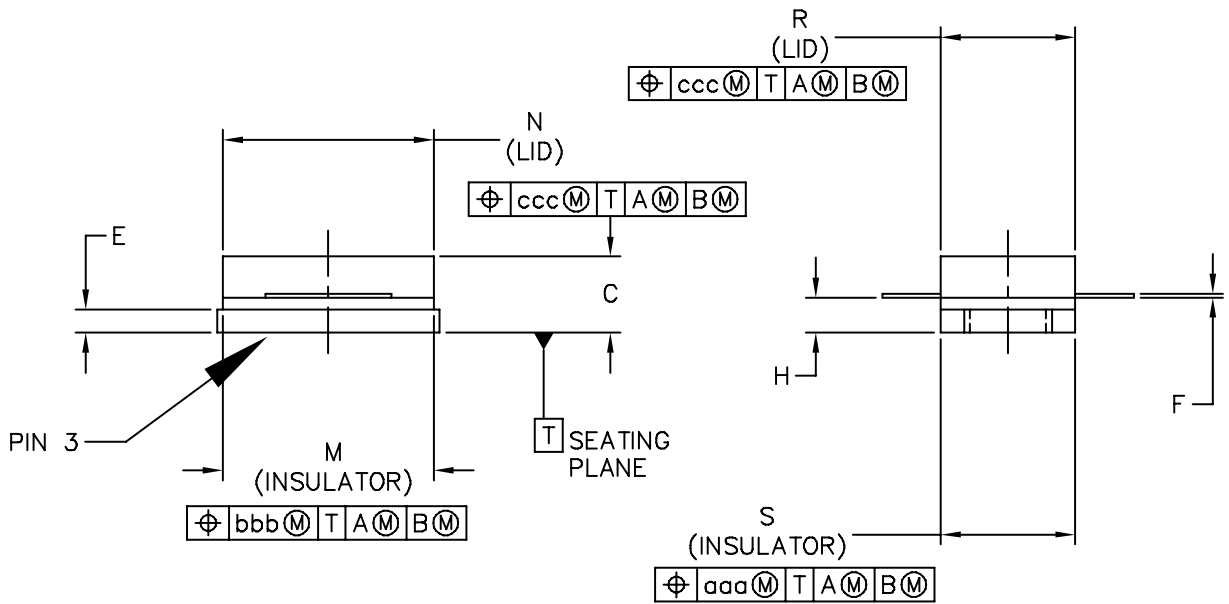 R
(LID)
⌖ ccc Ⓜ T A Ⓜ B Ⓜ
N
(LID)
⌖ ccc Ⓜ T A Ⓜ B Ⓜ
E
C
H
F
PIN 3
T SEATING
PLANE
M
(INSULATOR)
⌖ bbb Ⓜ T A Ⓜ B Ⓜ
S
(INSULATOR)
⌖ aaa Ⓜ T A Ⓜ B Ⓜ